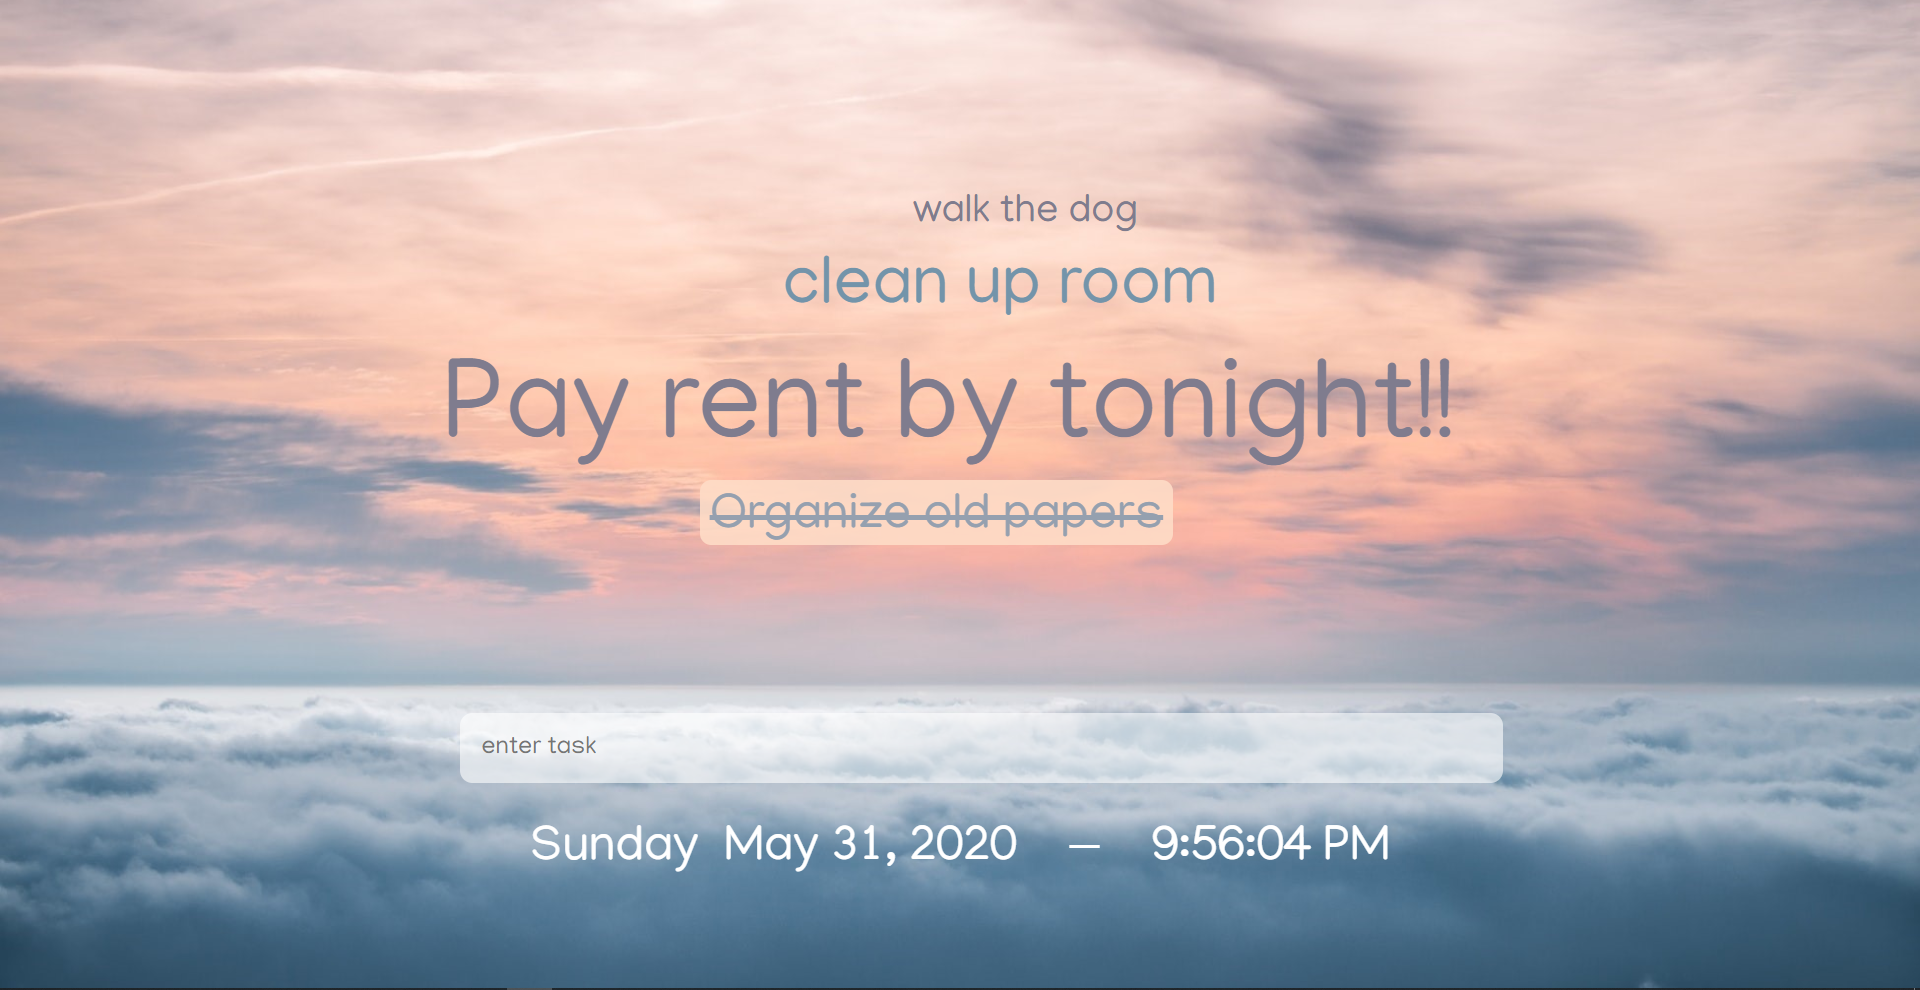 walk the dog
clean up room
Pay rent by tonight!!
Organize old papers
enter task
Sunday May 31, 2020 — 9:56:04 PM